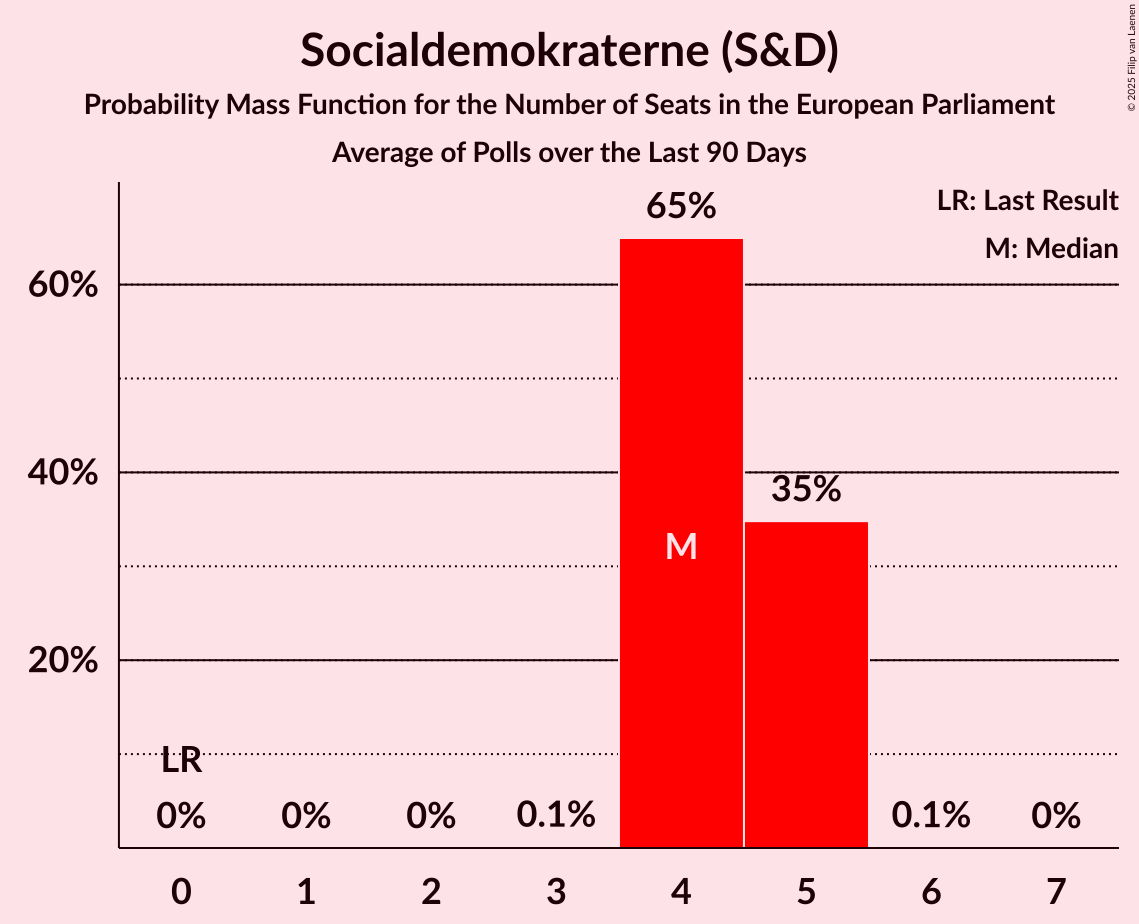 Socialdemokraterne (S&D)
Probability Mass Function for the Number of Seats in the European Parliament
Average of Polls over the Last 90 Days
© 2025 Filip van Laenen
LR: Last Result
M: Median
65%
60%
40%
35%
M
20%
LR
0% 0% 0% 0.1% 0.1% 0%
0 1 2 3 4 5 6 7